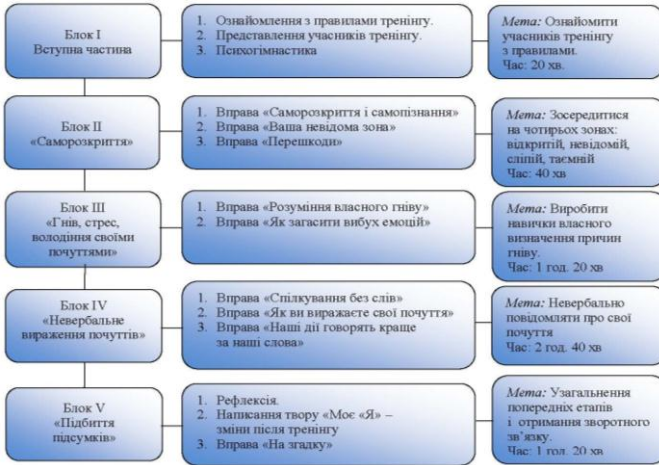 Блок І
Вступна частина
1. Ознайомлення з правилами тренінгу.
2. Представлення учасників тренінгу.
3. Психогімнастика
Мета: Ознайомити
учасників тренінгу
з правилами.
Час: 20 хв.
Блок ІІ
«Саморозкриття»
1. Вправа «Саморозкриття і самопізнання»
2. Вправа «Ваша невідома зона»
3. Вправа «Перешкоди»
Мета: Зосередитися
на чотирьох зонах:
відкритій, невідомій,
сліпій, таємній
Час: 40 хв
Блок ІІІ
«Гнів, стрес,
володіння своїми
почуттями»
1. Вправа «Розуміння власного гніву»
2. Вправа «Як загасити вибух емоцій»
Мета: Виробити
навички власного
визначення причин
гніву.
Час: 1 год. 20 хв
Блок IV
«Невербальне
вираження почуттів»
1. Вправа «Спілкування без слів»
2. Вправа «Як ви виражаєте свої почуття»
3. Вправа «Наші дії говорять краще
за наші слова»
Мета: Невербально
повідомляти про свої
почуття
Час: 2 год. 40 хв
Блок V
«Підбиття
підсумків»
1. Рефлексія.
2. Написання твору «Моє «Я» –
зміни після тренінгу
3. Вправа «На згадку»
Мета: Узагальнення
попередніх етапів
і отримання зворотного
зв’язку.
Час: 1 гол. 20 хв